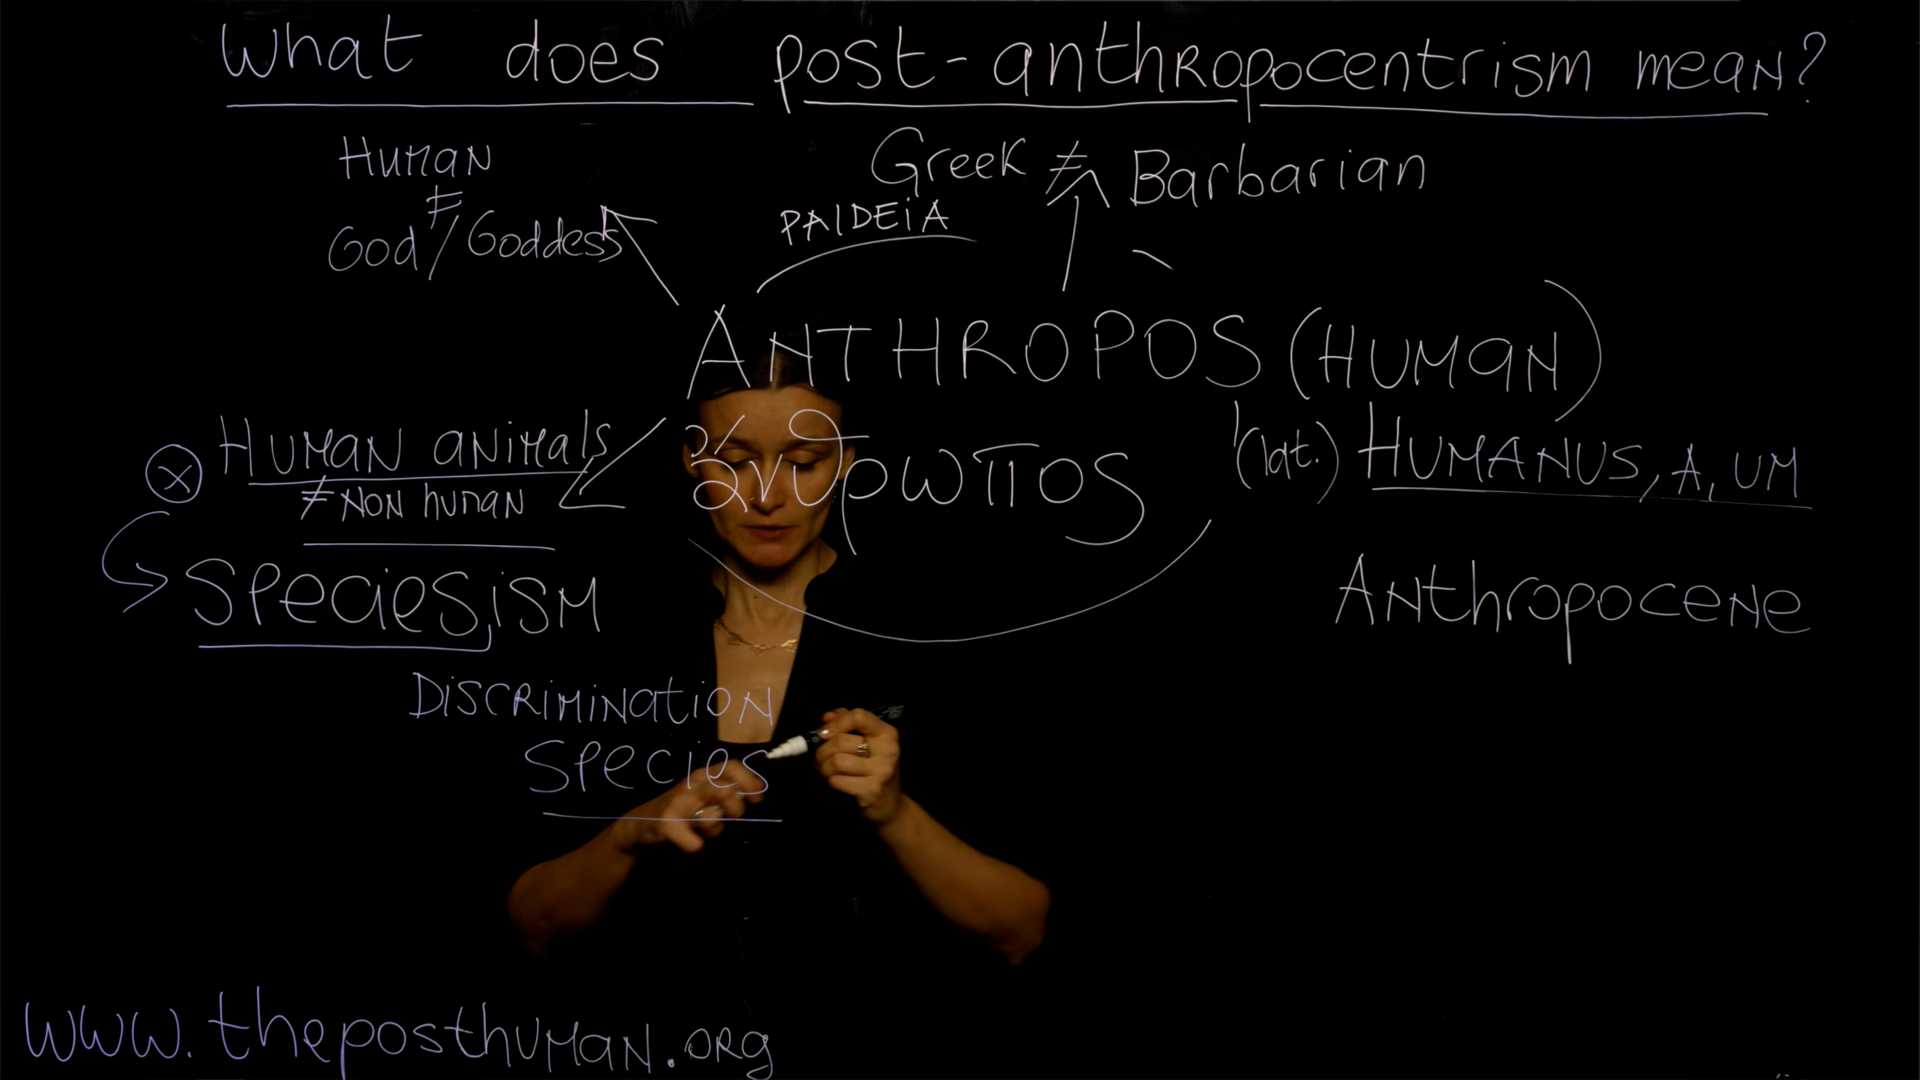 What does post-anthropocentrism mean?
Human
≠
God/Goddess
Greek ≠ Barbarian
PAIDEIA
ANTHROPOS (HUMAN)
ἄνθρωπος
(lat.) HUMANUS, A, UM
Human animals
≠ non human
Speciesism
Anthropocene
Discrimination
Species
www.theposthuman.org